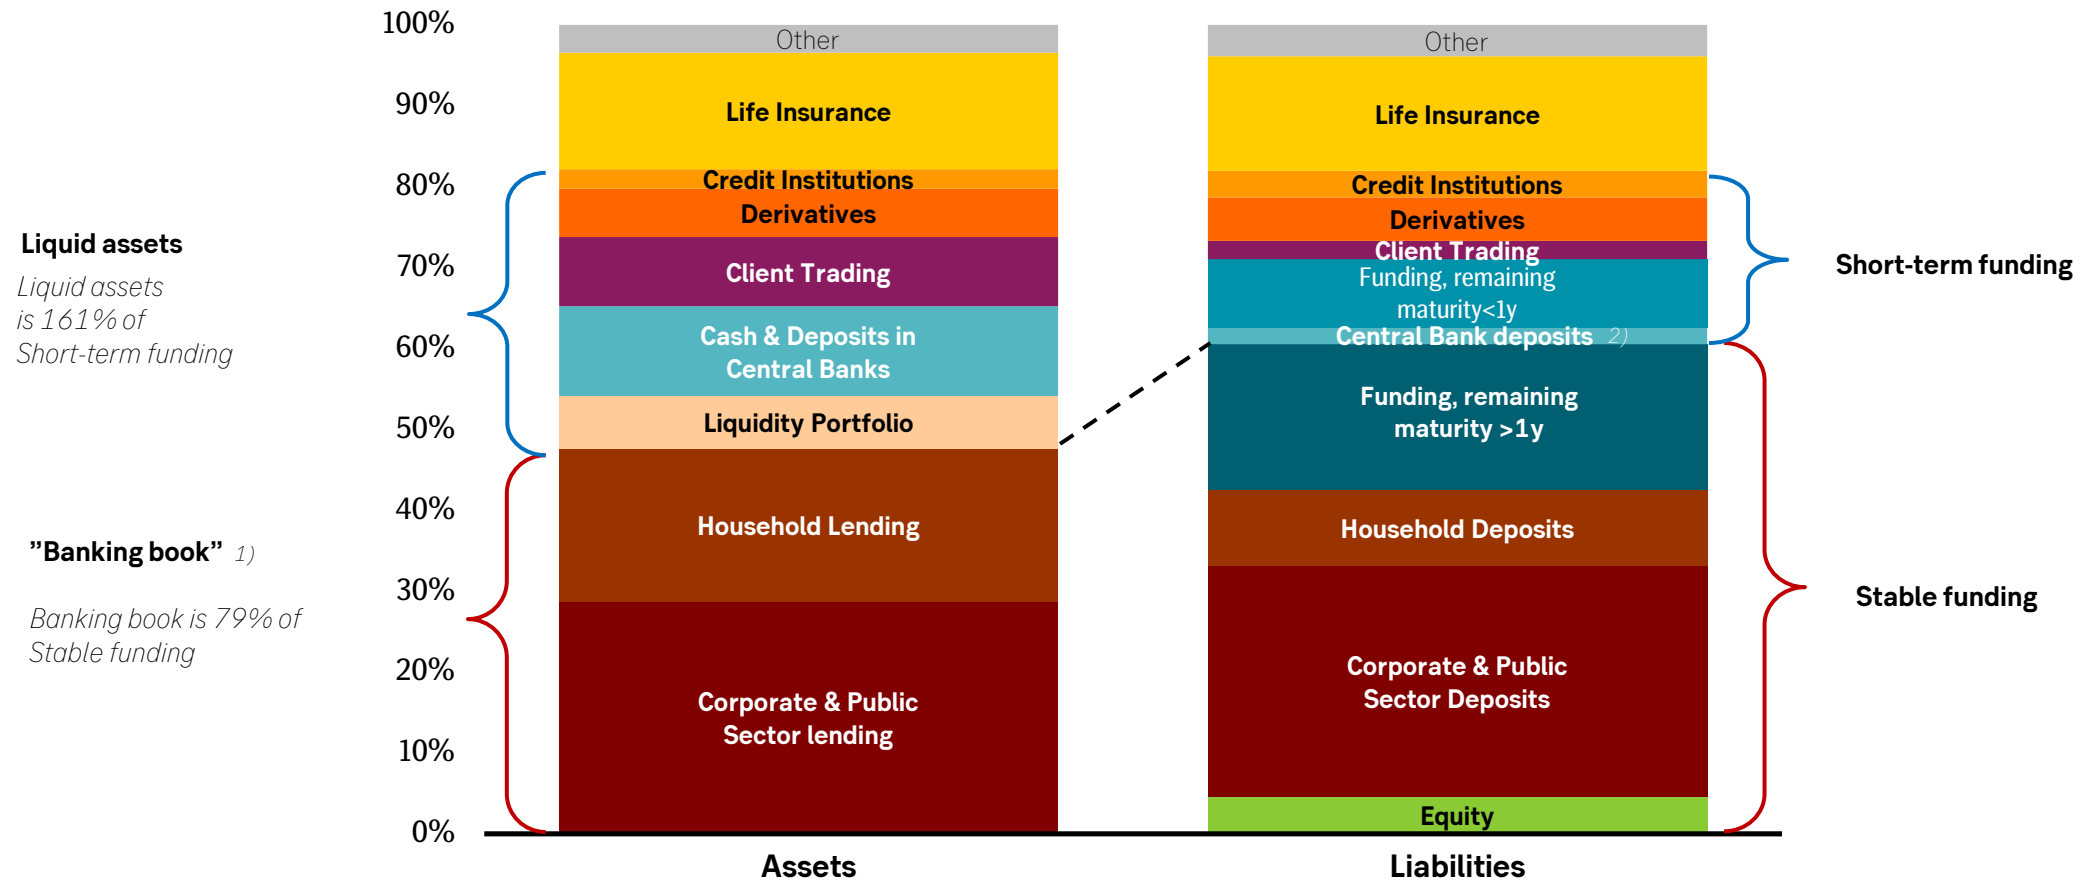 100%
90%
80%
70%
60%
50%
40%
30%
20%
10%
0%
Liquid assets
Liquid assets
is 161% of
Short-term funding
”Banking book” 1)
Banking book is 79% of
Stable funding
Other
Life Insurance
Credit Institutions
Derivatives
Client Trading
Cash & Deposits in
Central Banks
Liquidity Portfolio
Household Lending
Corporate & Public
Sector lending
Assets
Other
Life Insurance
Credit Institutions
Derivatives
Client Trading
Funding, remaining
maturity<1y
Central Bank deposits 2)
Funding, remaining
maturity >1y
Household Deposits
Corporate & Public
Sector Deposits
Equity
Liabilities
Short-term funding
Stable funding